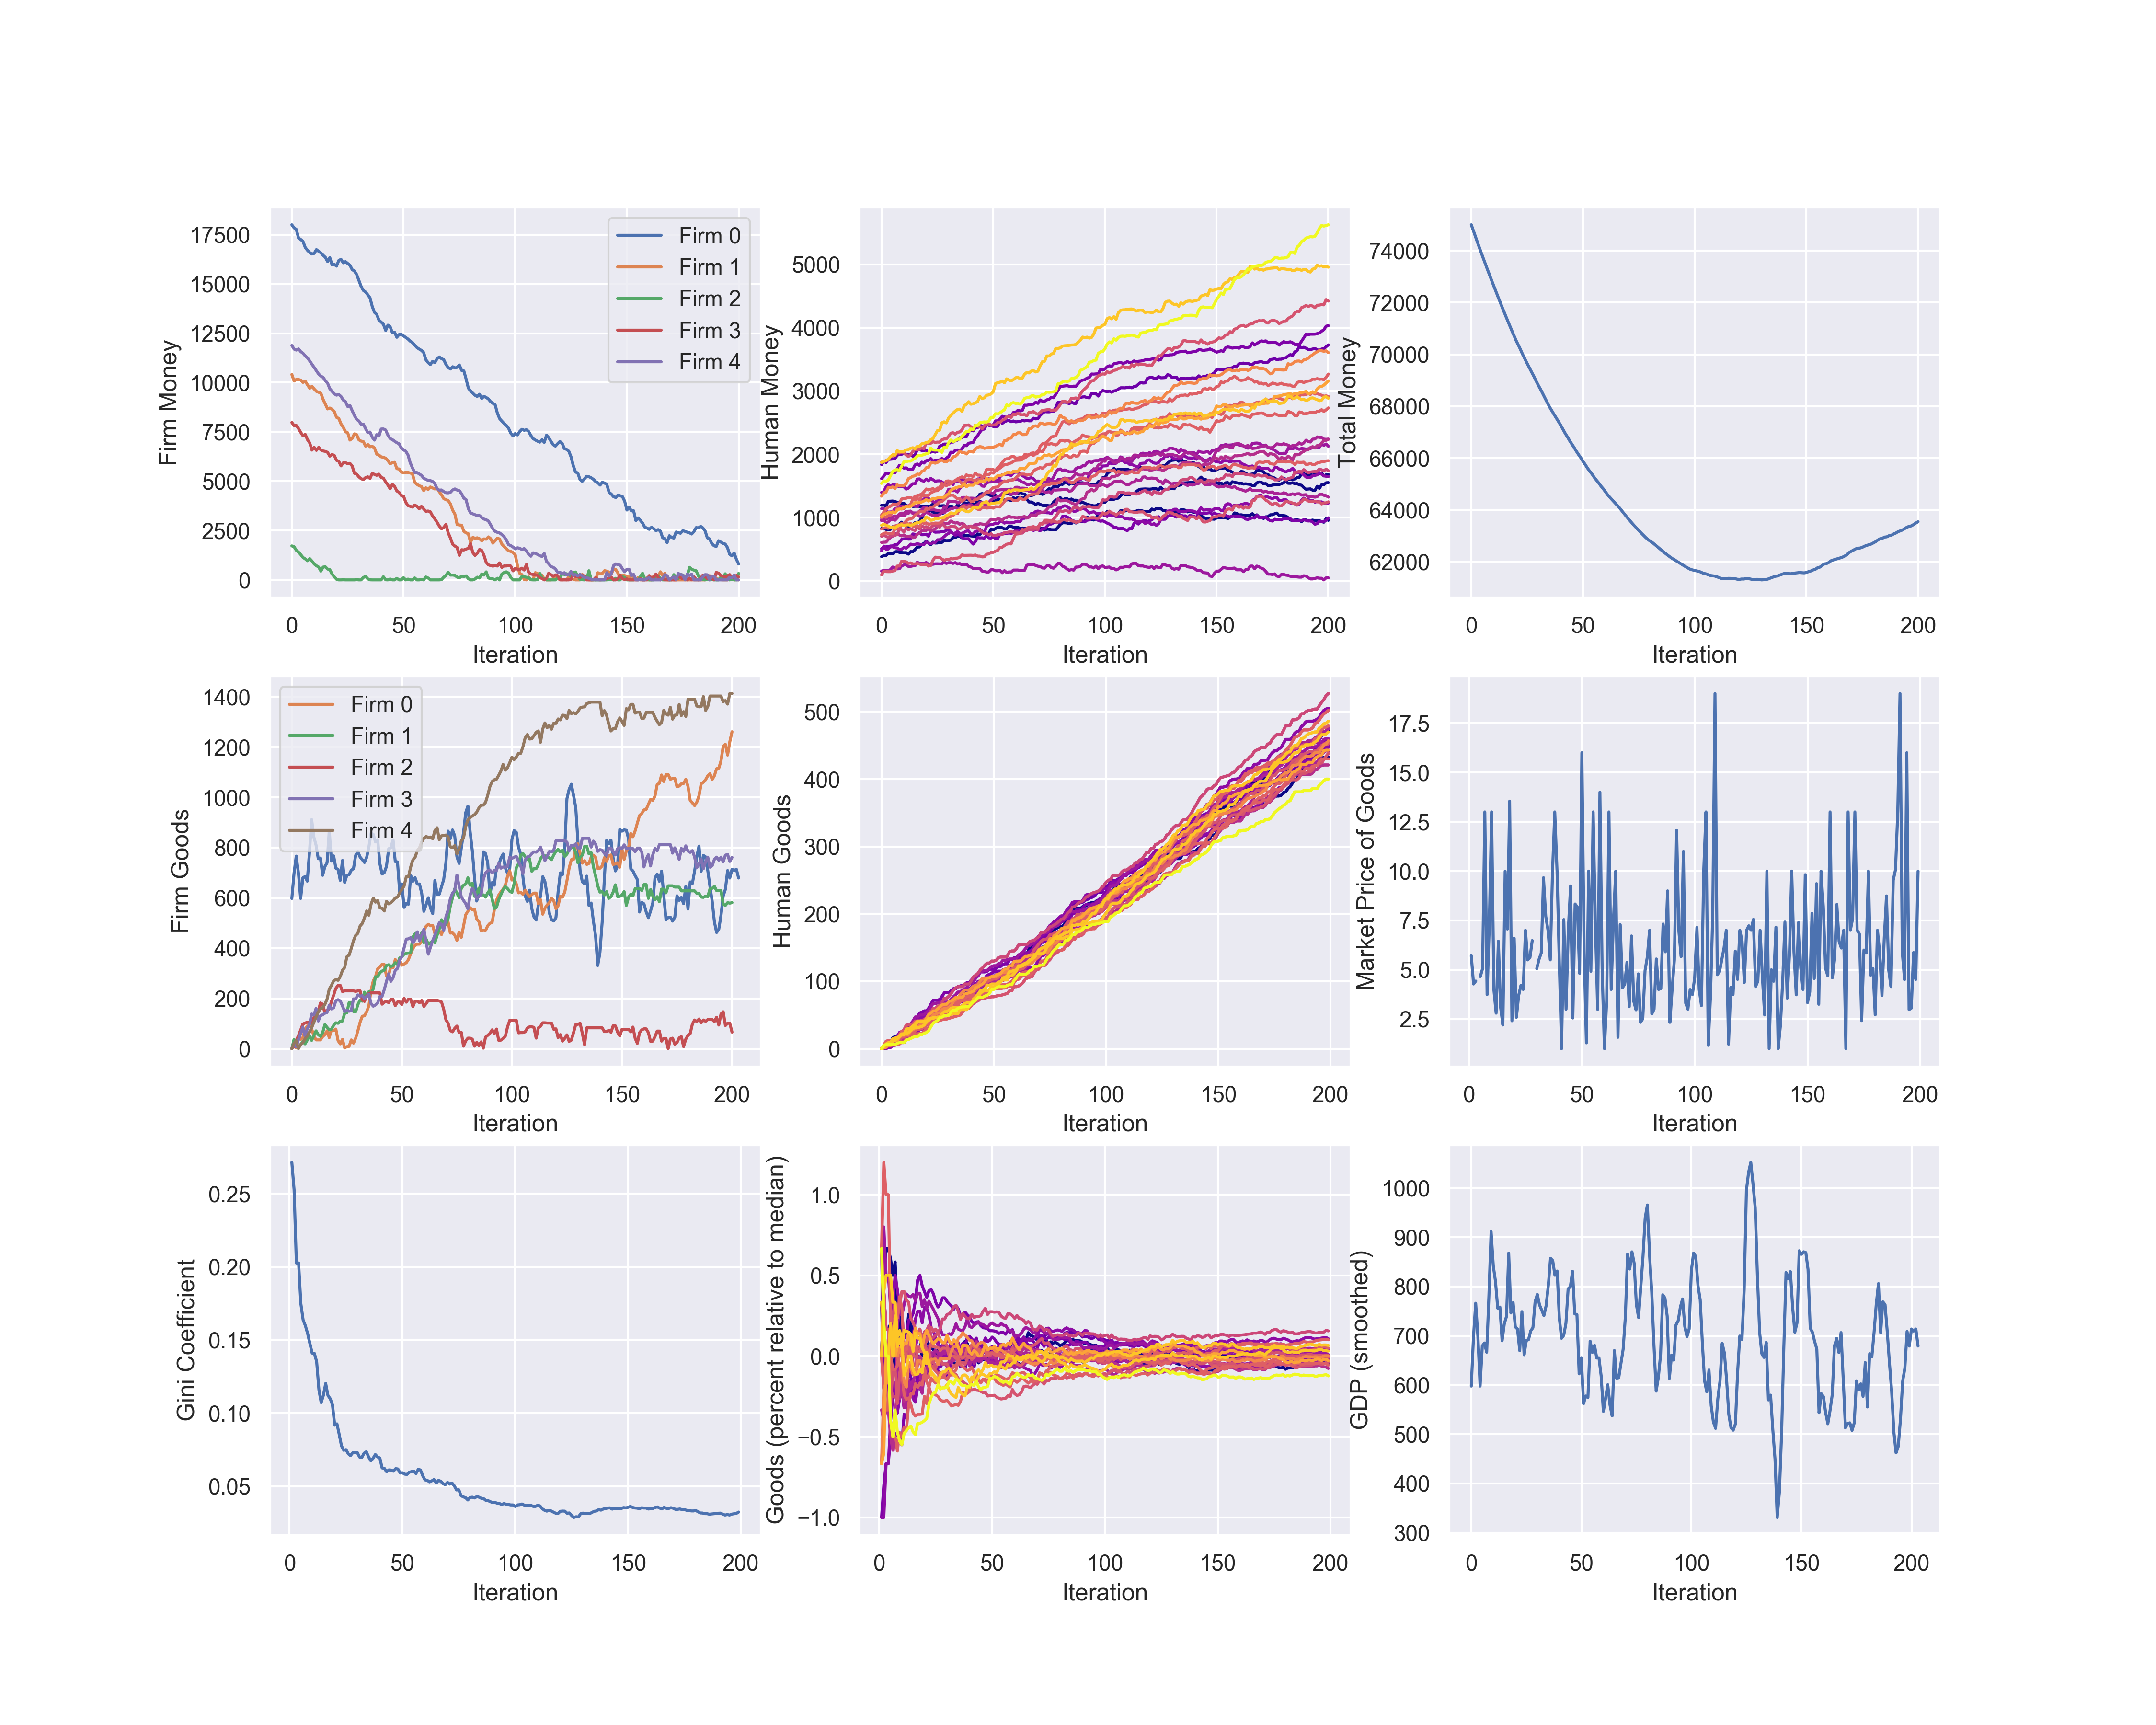 Firm Money
17500
15000
12500
10000
7500
5000
2500
0
0 50 100 150 200
Iteration
Firm 0
Firm 1
Firm 2
Firm 3
Firm 4
Human Money
5000
4000
3000
2000
1000
0
0 50 100 150 200
Iteration
Total Money
74000
72000
70000
68000
66000
64000
62000
0 50 100 150 200
Iteration
Firm Goods
1400
1200
1000
800
600
400
200
0
0 50 100 150 200
Iteration
Firm 0
Firm 1
Firm 2
Firm 3
Firm 4
Human Goods
500
400
300
200
100
0
0 50 100 150 200
Iteration
Market Price of Goods
17.5
15.0
12.5
10.0
7.5
5.0
2.5
0 50 100 150 200
Iteration
Gini Coefficient
0.25
0.20
0.15
0.10
0.05
0 50 100 150 200
Iteration
Goods (percent relative to median)
1.0
0.5
0.0
−0.5
−1.0
0 50 100 150 200
Iteration
GDP (smoothed)
1000
900
800
700
600
500
400
300
0 50 100 150 200
Iteration